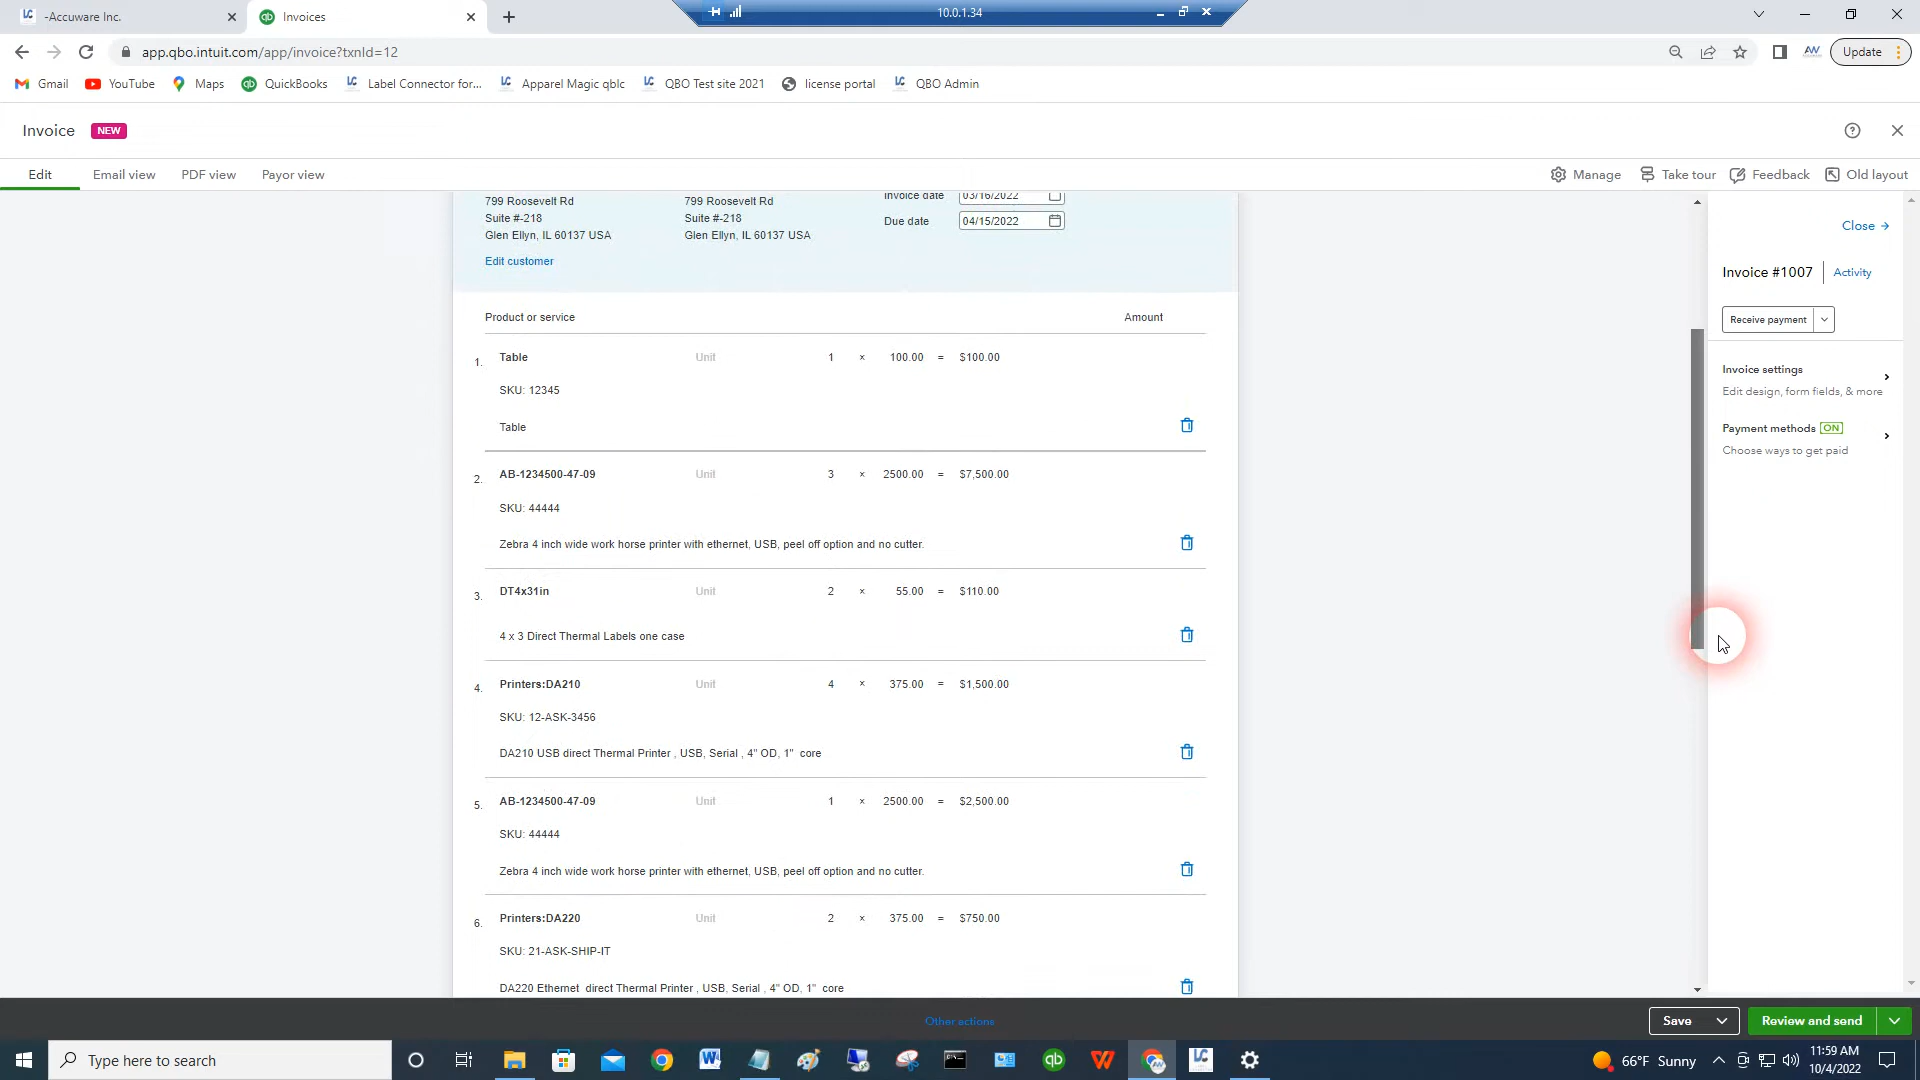 -Accuware Inc.
Invoices
10.0.1.34
app.qbo.intuit.com/app/invoice?txnId=12
Update
Gmail
YouTube
Maps
QuickBooks
Label Connector for...
Apparel Magic qblc
QBO Test site 2021
license portal
QBO Admin
Invoice NEW
Edit
Email view
PDF view
Payor view
Manage
Take tour
Feedback
Old layout
799 Roosevelt Rd
Suite #-218
Glen Ellyn, IL 60137 USA
799 Roosevelt Rd
Suite #-218
Glen Ellyn, IL 60137 USA
Invoice date 03/16/2022
Due date 04/15/2022
Edit customer
Product or service Amount
1. Table Unit 1 × 100.00 = $100.00
SKU: 12345
Table
2. AB-1234500-47-09 Unit 3 × 2500.00 = $7,500.00
SKU: 44444
Zebra 4 inch wide work horse printer with ethernet, USB, peel off option and no cutter.
3. DT4x31in Unit 2 × 55.00 = $110.00
4 x 3 Direct Thermal Labels one case
4. Printers:DA210 Unit 4 × 375.00 = $1,500.00
SKU: 12-ASK-3456
DA210 USB direct Thermal Printer , USB, Serial , 4" OD, 1" core
5. AB-1234500-47-09 Unit 1 × 2500.00 = $2,500.00
SKU: 44444
Zebra 4 inch wide work horse printer with ethernet, USB, peel off option and no cutter.
6. Printers:DA220 Unit 2 × 375.00 = $750.00
SKU: 21-ASK-SHIP-IT
DA220 Ethernet direct Thermal Printer , USB, Serial , 4" OD, 1" core
Close
Invoice #1007 Activity
Receive payment
Invoice settings
Edit design, form fields, & more
Payment methods ON
Choose ways to get paid
Other actions
Save
Review and send
Type here to search
66°F Sunny
11:59 AM
10/4/2022